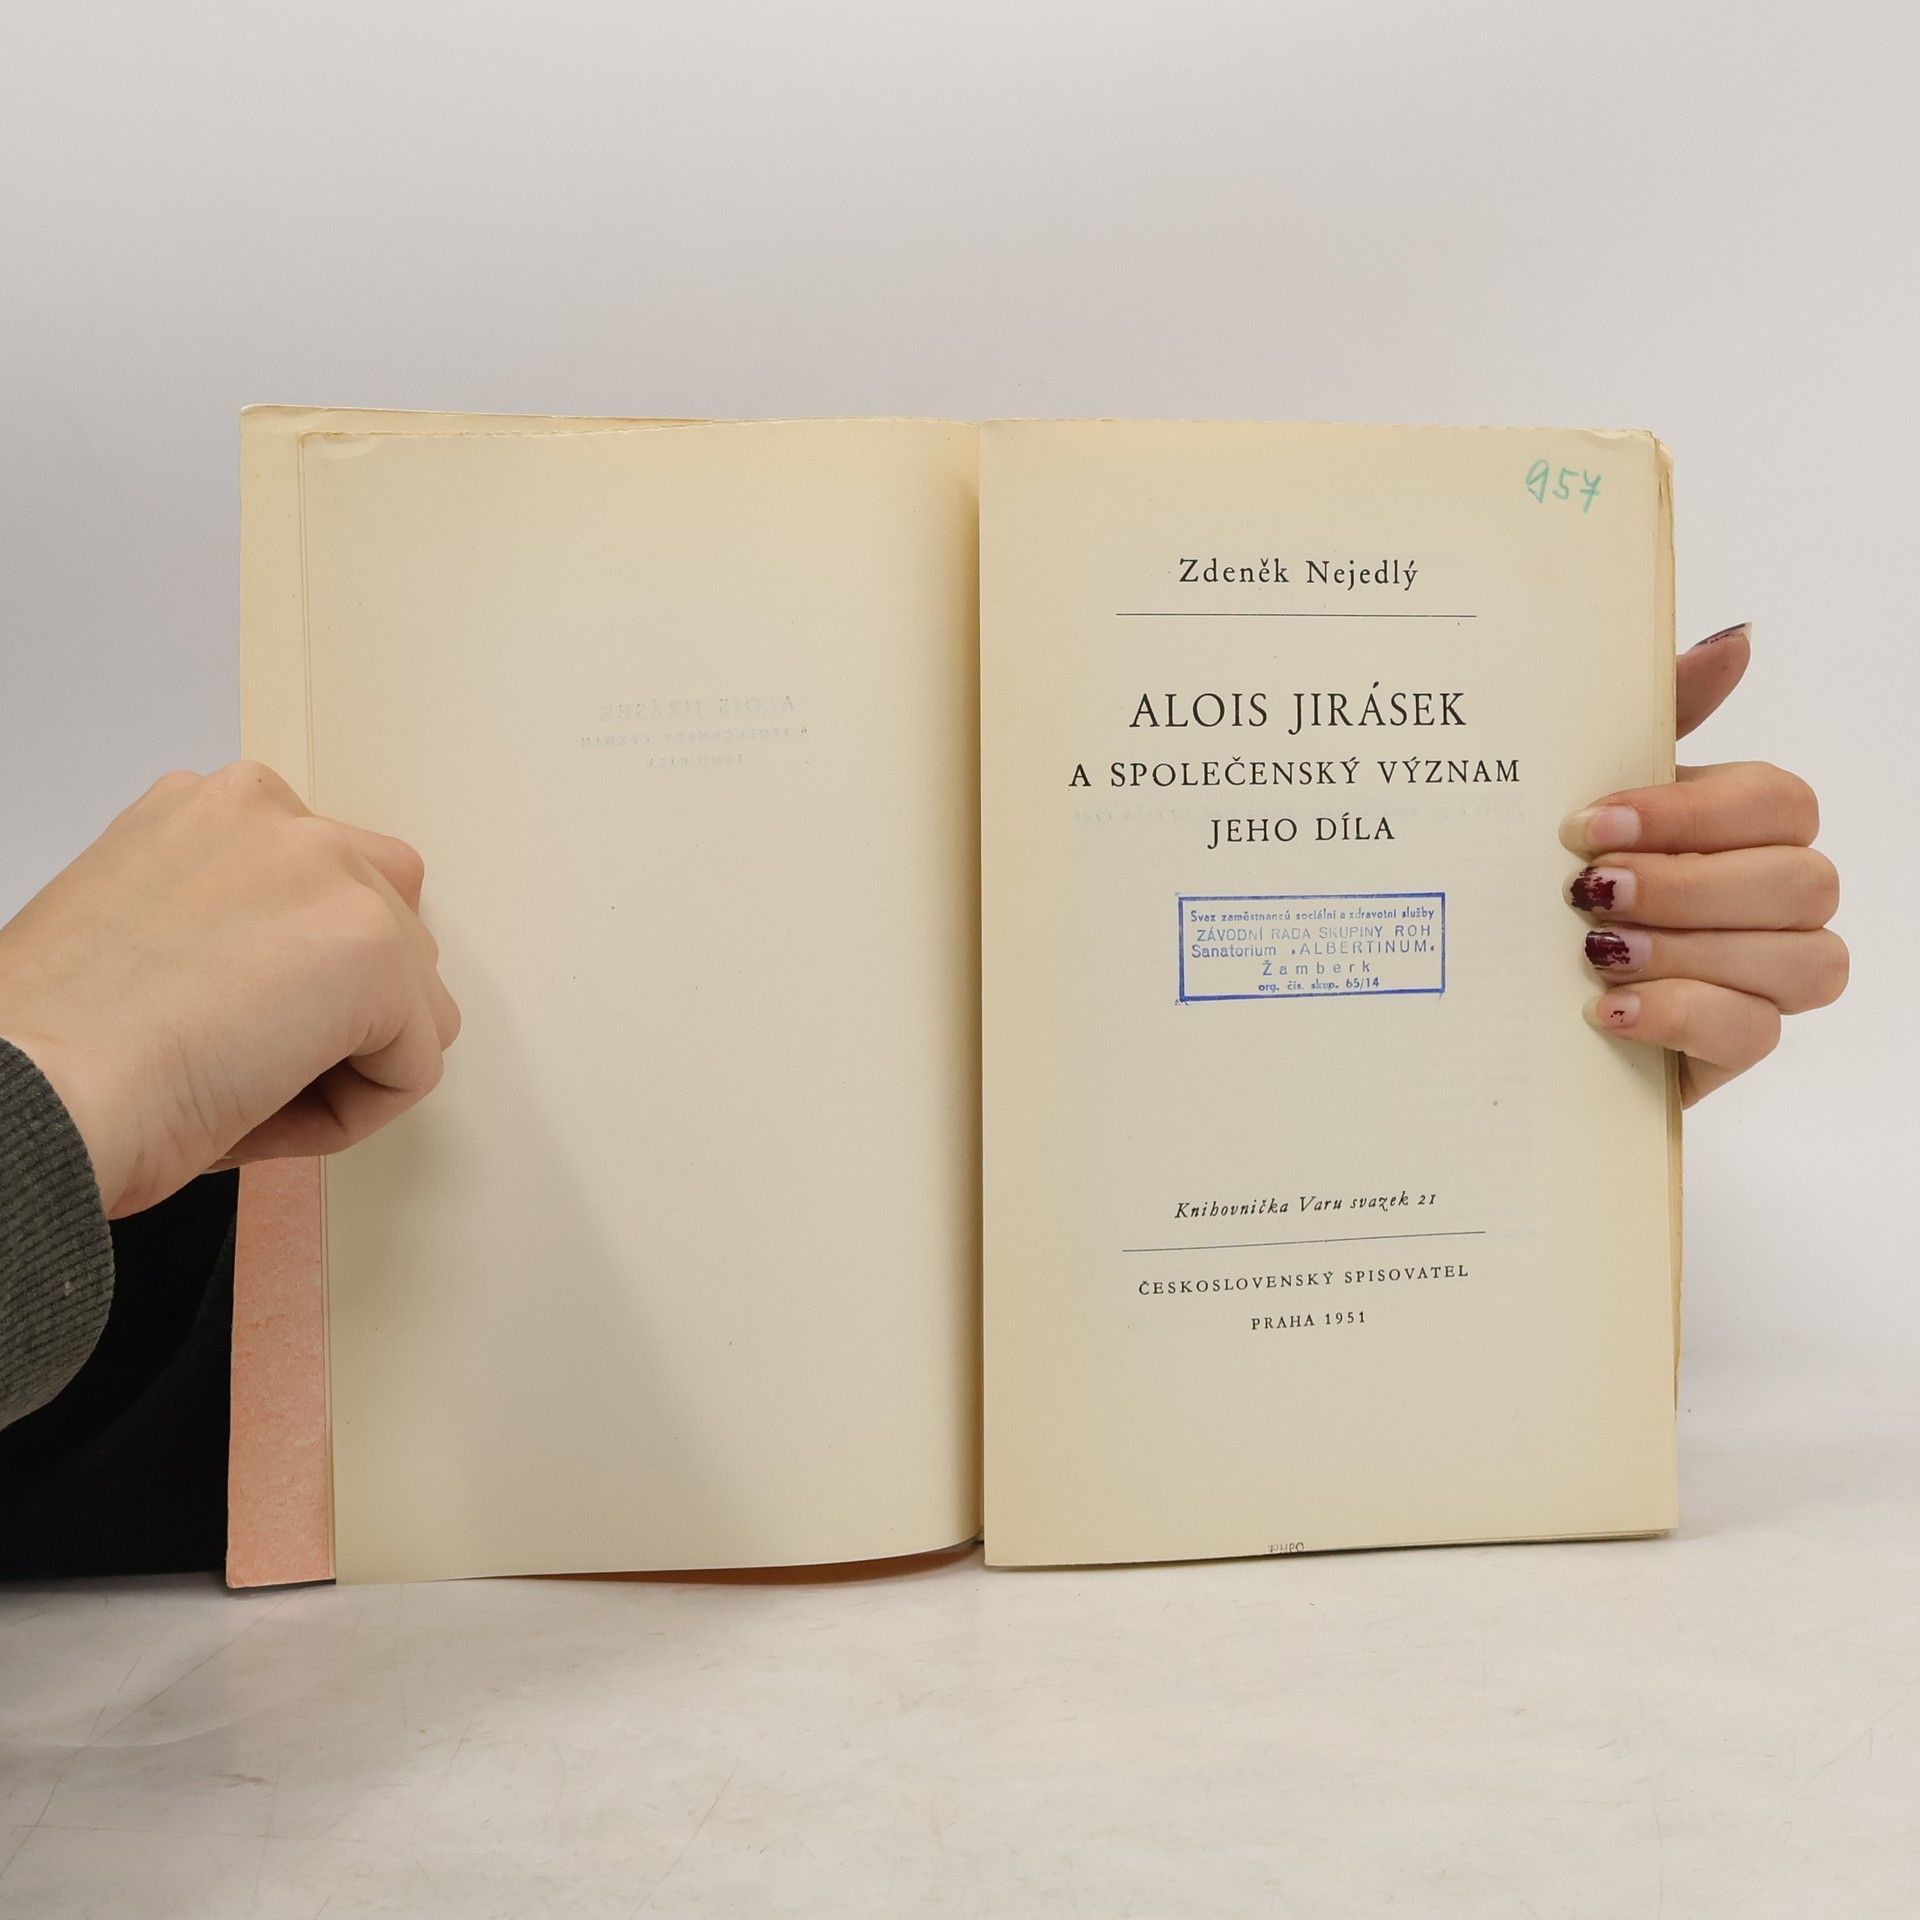 957
Zdeněk Nejedlý
ALOIS JIRÁSEK
A SPOLEČENSKÝ VÝZNAM
JEHO DÍLA
Svaz zaměstnanců sociální a zdravotní služby
ZÁVODNÍ RADA SKUPINY ROH
Sanatorium „ALBERTINUM"
Žamberk
org. čís. skup. 65/14
Knihovnička Varu svazek 21
ČESKOSLOVENSKÝ SPISOVATEL
PRAHA 1951